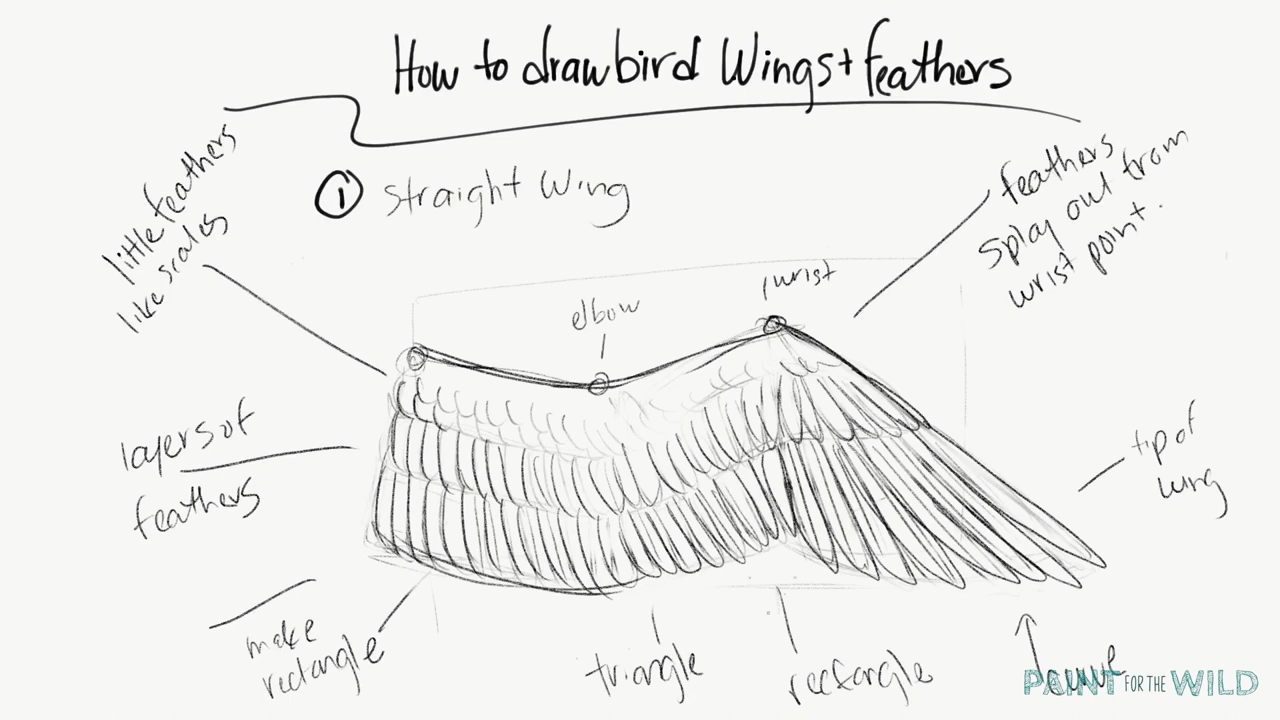 How to draw bird Wings + feathers
① Straight Wing
little feathers
like scales
feathers
splay out from
wrist point.
wrist
elbow
layers of
feathers
tip of
wing
make
rectangle
triangle
rectangle
curve
PAINT FOR THE WILD